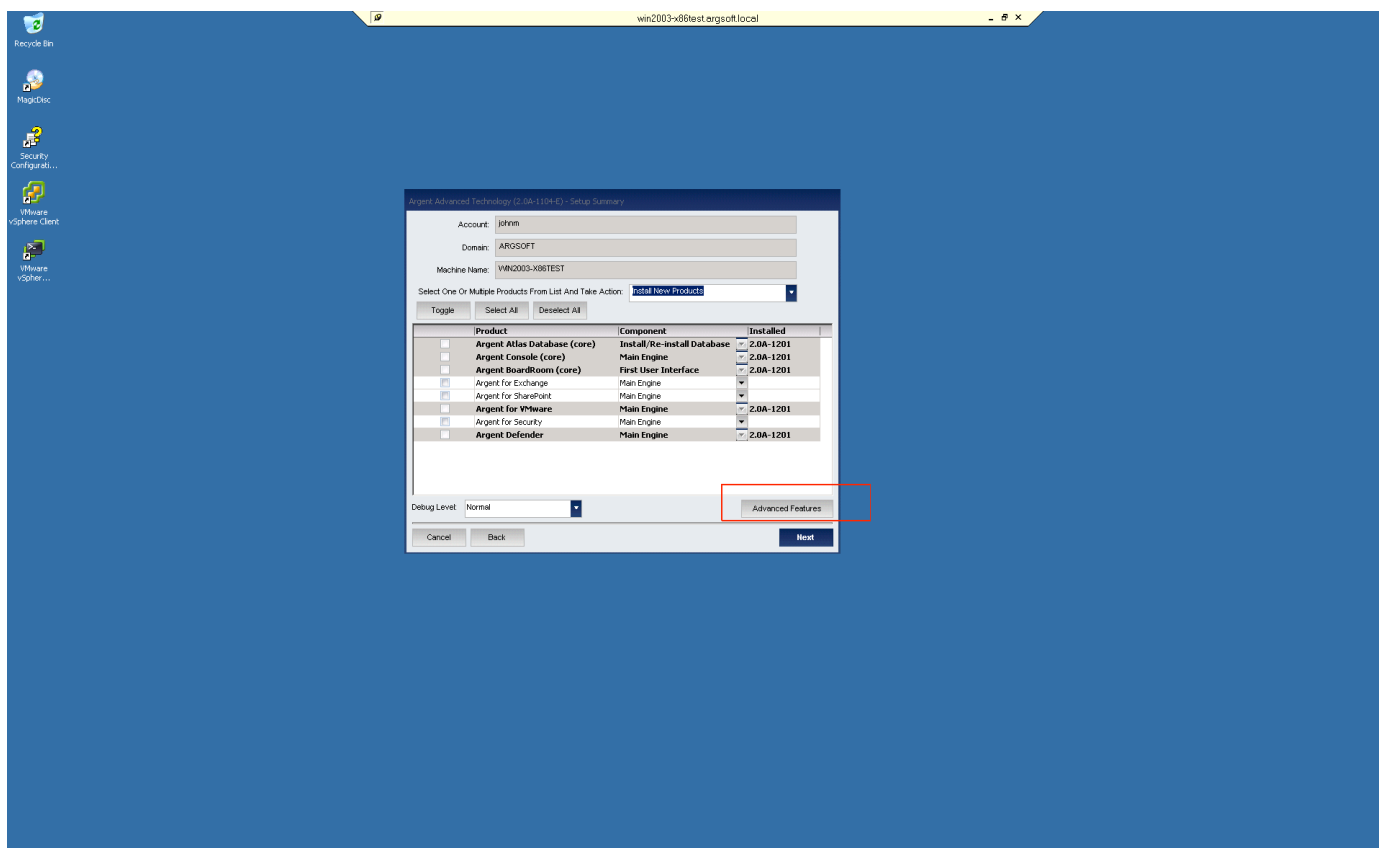 win2003-x86test.argsoft.local
Recycle Bin
MagicDisc
Security
Configurati...
VMware
vSphere Client
VMware
vSpher...
Argent Advanced Technology (2.0A-1104-E) - Setup Summary
Account: johnm
Domain: ARGSOFT
Machine Name: WIN2003-X86TEST
Select One Or Multiple Products From List And Take Action: Install New Products
Toggle Select All Deselect All
Product Component Installed
Argent Atlas Database (core) Install/Re-install Database 2.0A-1201
Argent Console (core) Main Engine 2.0A-1201
Argent BoardRoom (core) First User Interface 2.0A-1201
Argent for Exchange Main Engine
Argent for SharePoint Main Engine
Argent for VMware Main Engine 2.0A-1201
Argent for Security Main Engine
Argent Defender Main Engine 2.0A-1201
Debug Level: Normal Advanced Features
Cancel Back Next